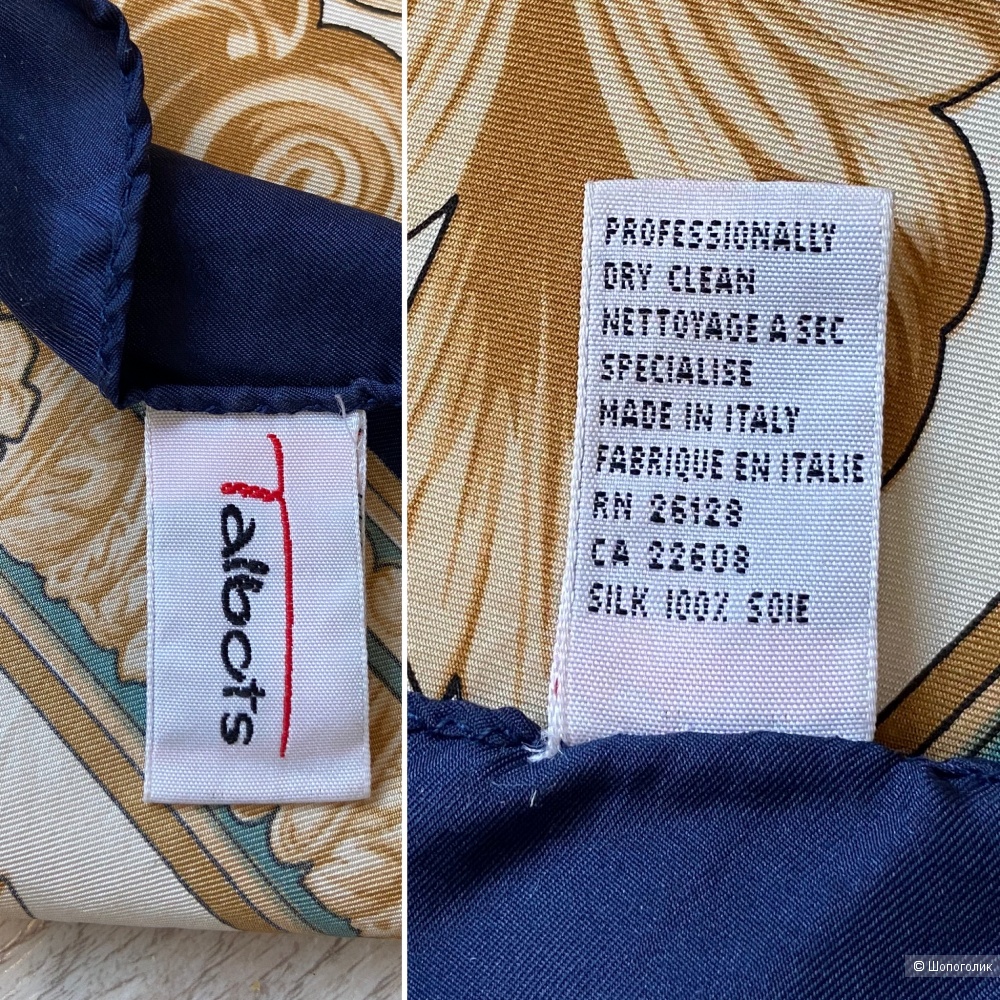 Talbots
PROFESSIONALLY
DRY CLEAN
NETTOYAGE A SEC
SPECIALISE
MADE IN ITALY
FABRIQUE EN ITALIE
RN 26128
CA 22608
SILK 100% SOIE
© Шопоголик